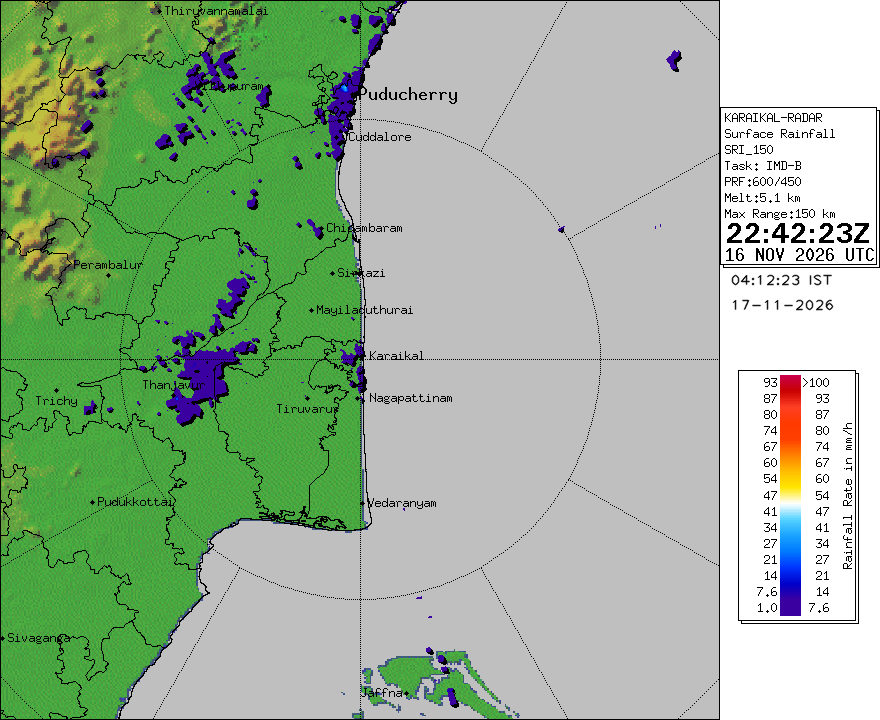 Thiruvannamalai
Puducherry
Cuddalore
Chidambaram
Perambalur
Sirkazi
Mayiladuthurai
Karaikal
Thanjavur
Trichy
Tiruvarur
Nagapattinam
Pudukkottai
Vedaranyam
Sivaganga
Jaffna
KARAIKAL-RADAR
Surface Rainfall
SRI_150
Task: IMD-B
PRF:600/450
Melt:5.1 km
Max Range:150 km
22:42:23Z
16 NOV 2026 UTC
04:12:23 IST
17-11-2026
93 >100
87 93
80 87
74 80
67 74
60 67
54 60
47 54
41 47
34 41
27 34
21 27
14 21
7.6 14
1.0 7.6
Rainfall Rate in mm/h